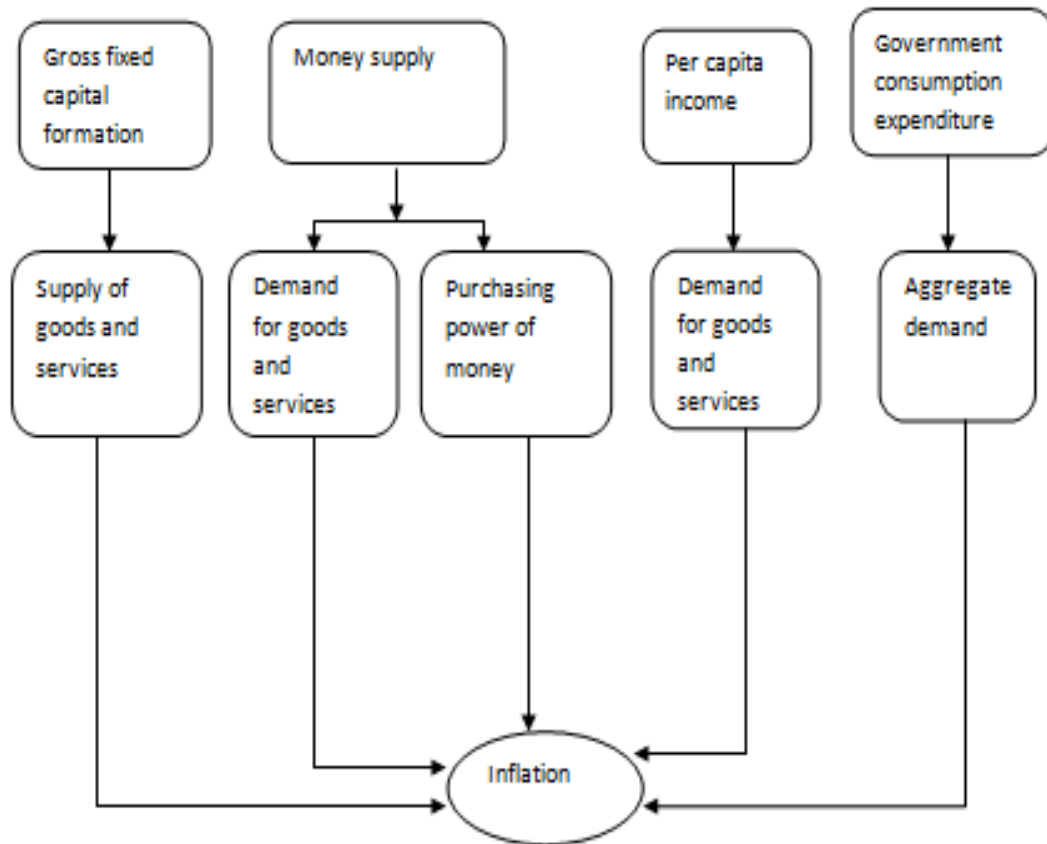 Gross fixed
capital
formation
Money supply
Per capita
income
Government
consumption
expenditure
Supply of
goods and
services
Demand
for goods
and
services
Purchasing
power of
money
Demand
for goods
and
services
Aggregate
demand
Inflation